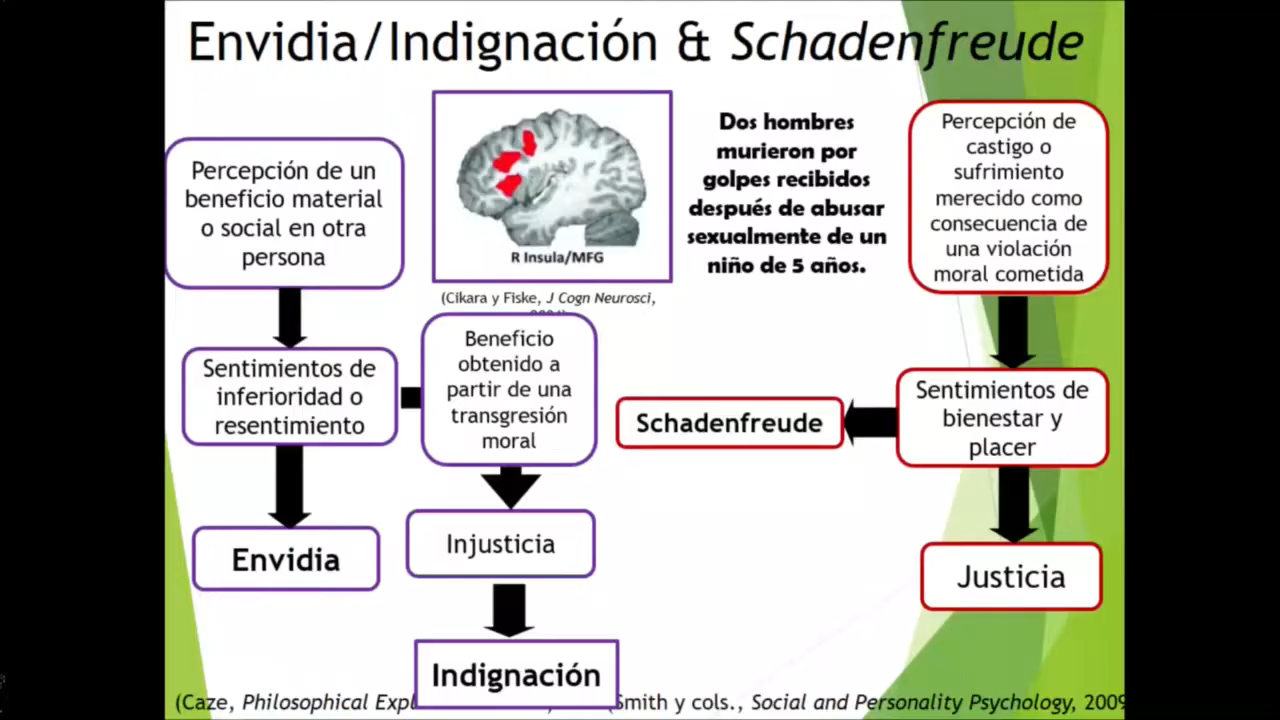 Envidia/Indignación & Schadenfreude
Percepción de un
beneficio material
o social en otra
persona
Sentimientos de
inferioridad o
resentimiento
Envidia
R Insula/MFG
(Cikara y Fiske, J Cogn Neurosci,
Beneficio
obtenido a
partir de una
transgresión
moral
Injusticia
Indignación
Dos hombres
murieron por
golpes recibidos
después de abusar
sexualmente de un
niño de 5 años.
Percepción de
castigo o
sufrimiento
merecido como
consecuencia de
una violación
moral cometida
Sentimientos de
bienestar y
placer
Schadenfreude
Justicia
(Caze, Philosophical
(Smith y cols., Social and Personality Psychology, 2009